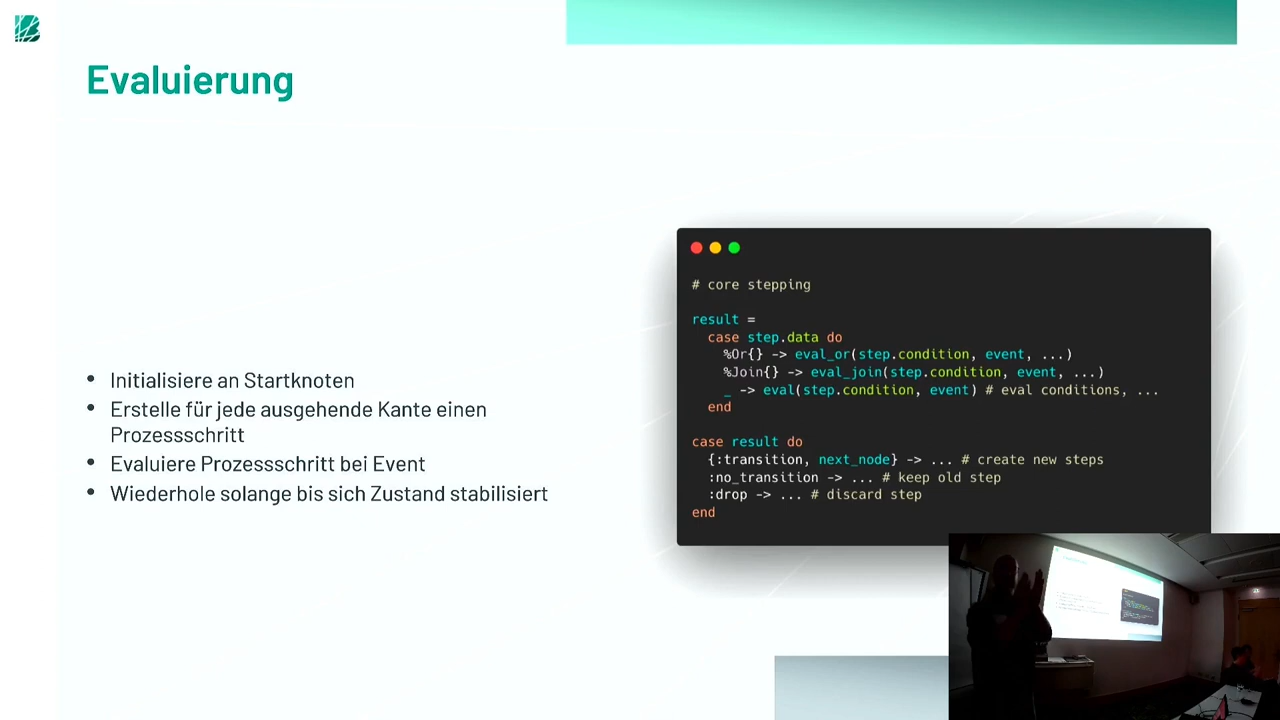 Evaluierung
• Initialisiere an Startknoten
• Erstelle für jede ausgehende Kante einen
Prozessschritt
• Evaluiere Prozessschritt bei Event
• Wiederhole solange bis sich Zustand stabilisiert
# core stepping
result =
case step.data do
%Or{} -> eval_or(step.condition, event, ...)
%Join{} -> eval_join(step.condition, event, ...)
_ -> eval(step.condition, event) # eval conditions, ...
end
case result do
{:transition, next_node} -> ... # create new steps
:no_transition -> ... # keep old step
:drop -> ... # discard step
end